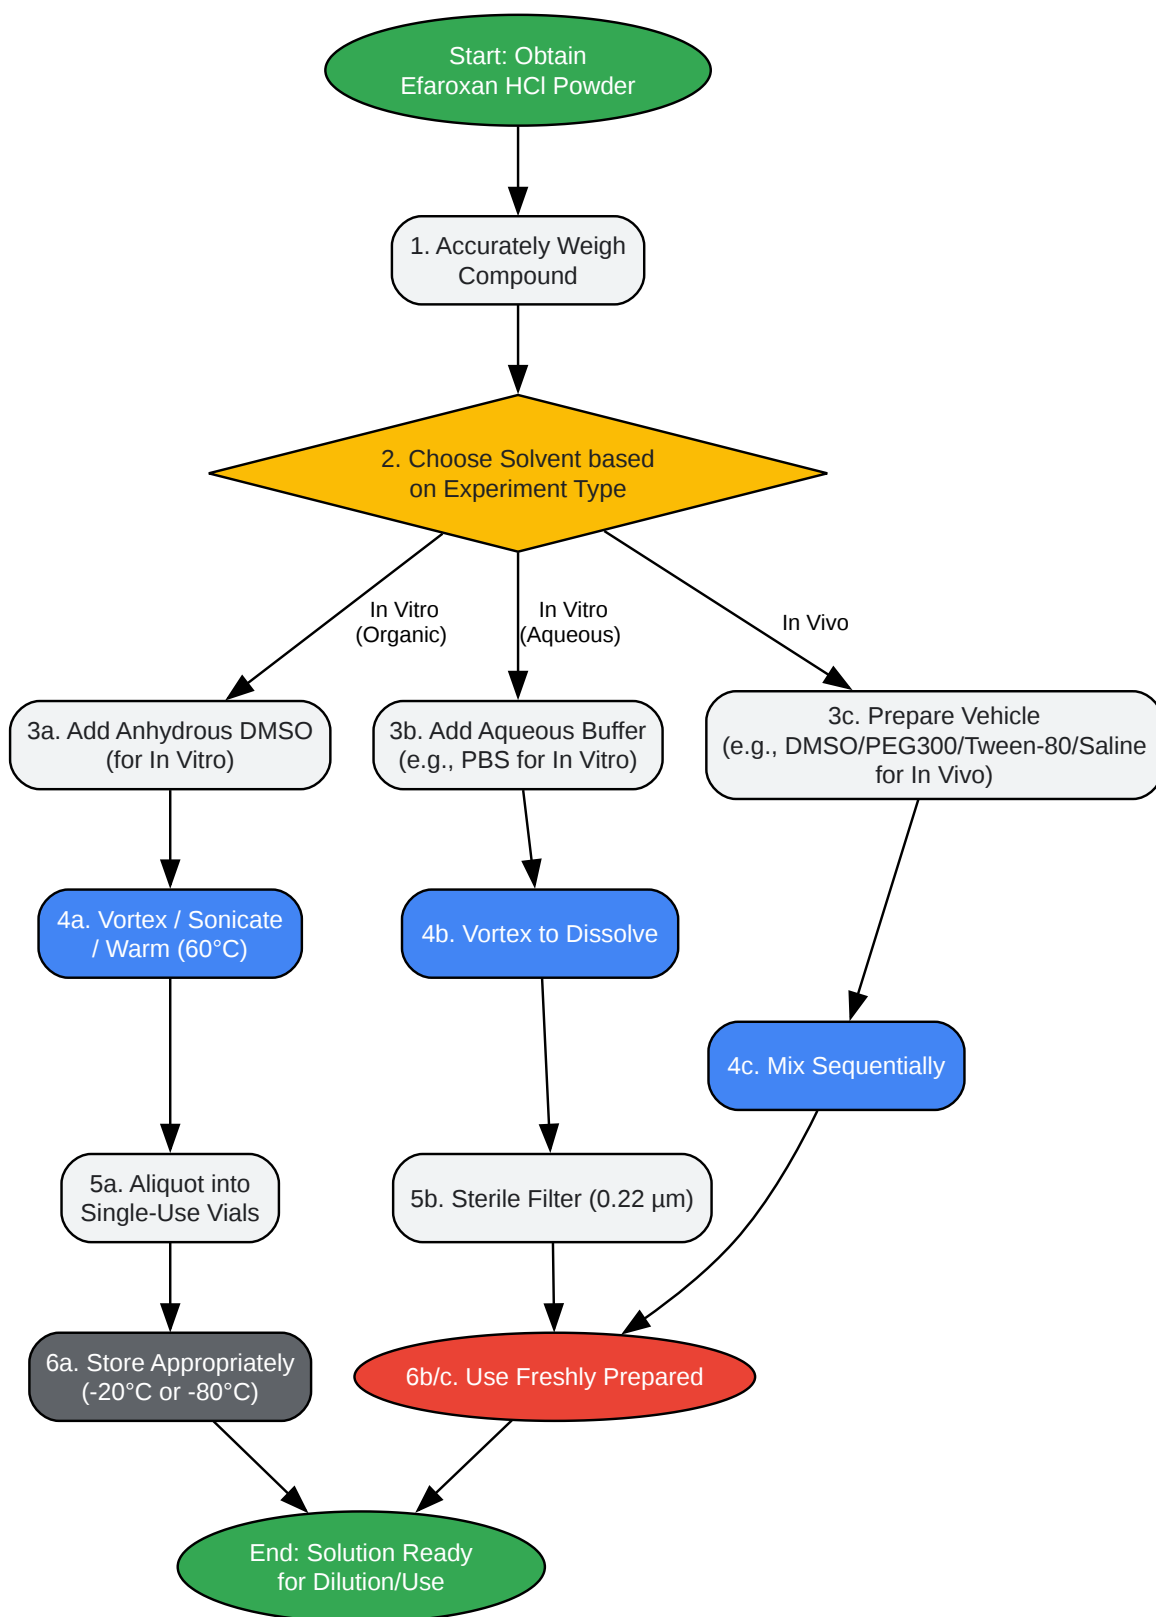 Start: Obtain
Efaroxan HCl Powder
1. Accurately Weigh
Compound
2. Choose Solvent based
on Experiment Type
In Vitro
(Organic)
In Vitro
(Aqueous)
In Vivo
3a. Add Anhydrous DMSO
(for In Vitro)
3b. Add Aqueous Buffer
(e.g., PBS for In Vitro)
3c. Prepare Vehicle
(e.g., DMSO/PEG300/Tween-80/Saline
for In Vivo)
4a. Vortex / Sonicate
/ Warm (60°C)
4b. Vortex to Dissolve
4c. Mix Sequentially
5a. Aliquot into
Single-Use Vials
5b. Sterile Filter (0.22 µm)
6a. Store Appropriately
(-20°C or -80°C)
6b/c. Use Freshly Prepared
End: Solution Ready
for Dilution/Use